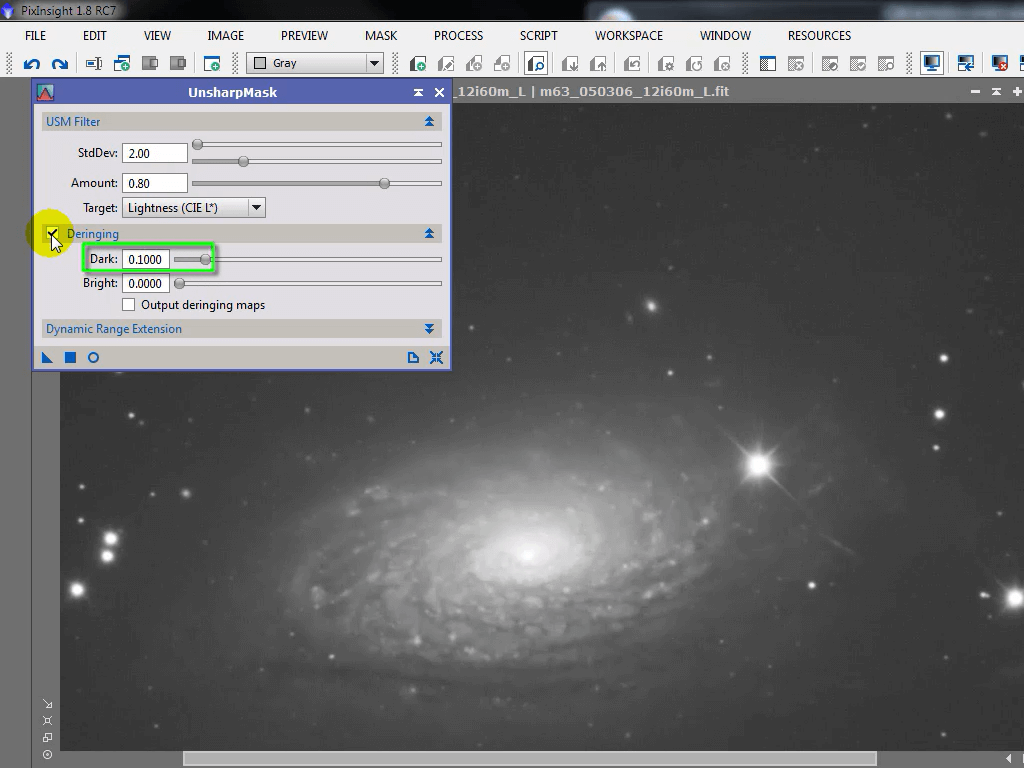 PixInsight 1.8 RC7
FILE EDIT VIEW IMAGE PREVIEW MASK PROCESS SCRIPT WORKSPACE WINDOW RESOURCES
Gray
UnsharpMask
_12i60m_L | m63_050306_12i60m_L.fit
USM Filter
StdDev: 2.00
Amount: 0.80
Target: Lightness (CIE L*)
Deringing
Dark: 0.1000
Bright: 0.0000
Output deringing maps
Dynamic Range Extension